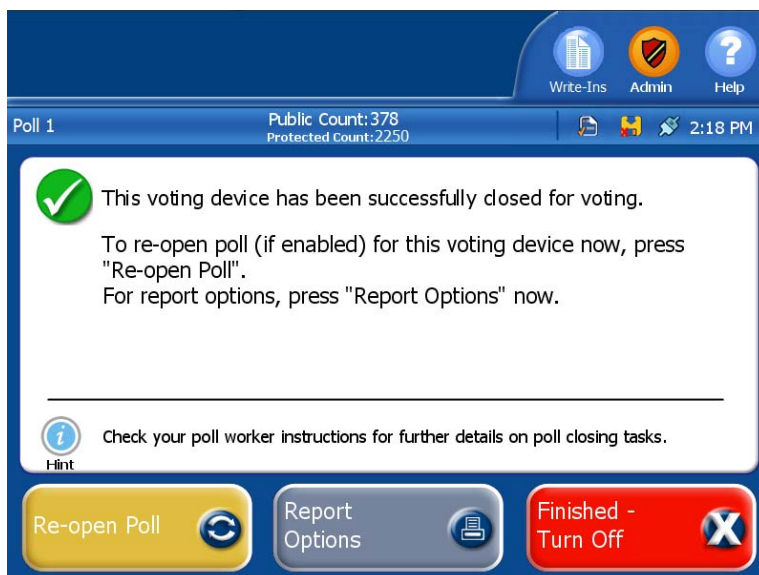 Write-Ins Admin Help
Poll 1 Public Count:378 2:18 PM
Protected Count:2250
This voting device has been successfully closed for voting.
To re-open poll (if enabled) for this voting device now, press
"Re-open Poll".
For report options, press "Report Options" now.
Check your poll worker instructions for further details on poll closing tasks.
Hint
Re-open Poll
Report
Options
Finished -
Turn Off